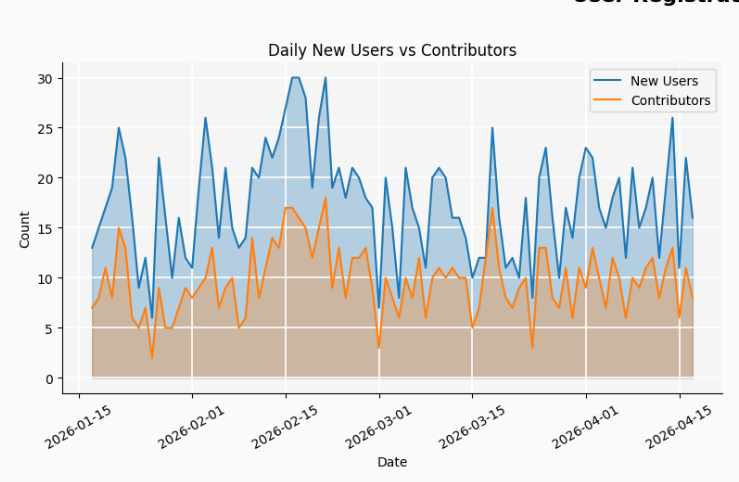 Daily New Users vs Contributors
New Users
Contributors
Count
30
25
20
15
10
5
0
2026-01-15
2026-02-01
2026-02-15
2026-03-01
2026-03-15
2026-04-01
2026-04-15
Date